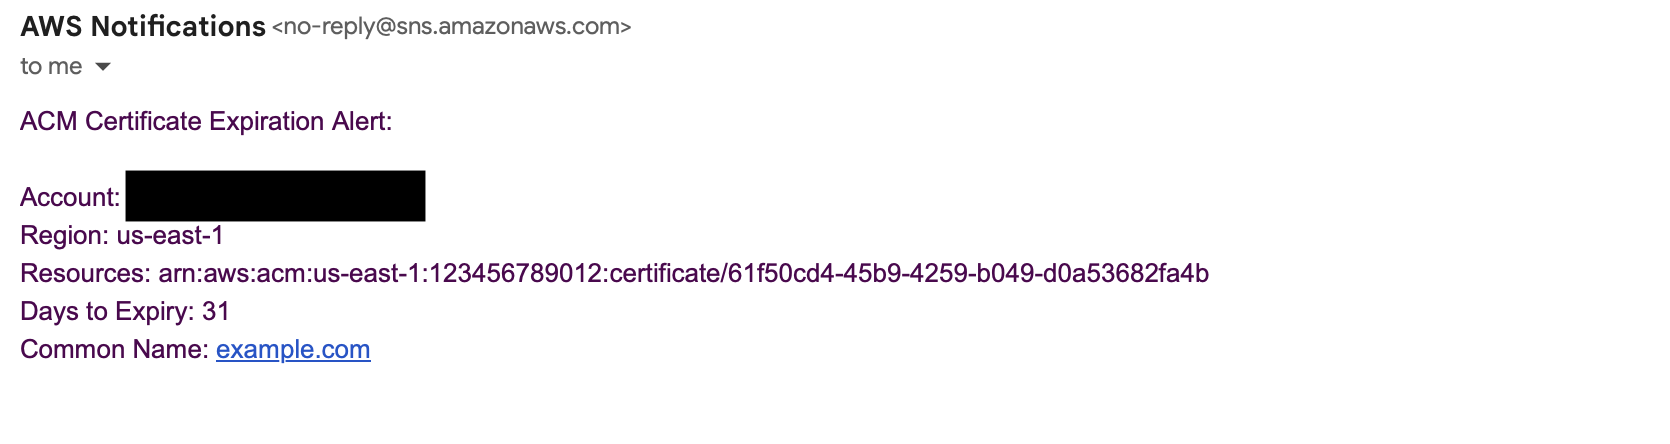 AWS Notifications <no-reply@sns.amazonaws.com>
to me
ACM Certificate Expiration Alert:
Account:
Region: us-east-1
Resources: arn:aws:acm:us-east-1:123456789012:certificate/61f50cd4-45b9-4259-b049-d0a53682fa4b
Days to Expiry: 31
Common Name: example.com